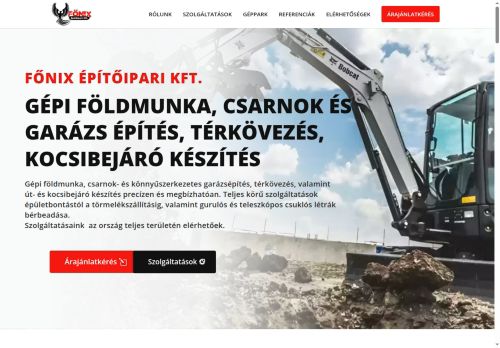 FŐNIX
RÓLUNK SZOLGÁLTATÁSOK GÉPPARK REFERENCIÁK ELÉRHETŐSÉGEK ÁRAJÁNLATKÉRÉS
FŐNIX ÉPÍTŐIPARI KFT.
GÉPI FÖLDMUNKA, CSARNOK ÉS
GARÁZS ÉPÍTÉS, TÉRKÖVEZÉS,
KOCSIBEJÁRÓ KÉSZÍTÉS
Gépi földmunka, csarnok- és könnyűszerkezetes garázsépítés, térkövezés, valamint
út- és kocsibejáró készítés precízen és megbízhatóan. Teljes körű szolgáltatások
épületbontástól a törmelékszállításig, valamint gurulós és teleszkópos csuklós létrák
bérbeadása.
Szolgáltatásaink az ország teljes területén elérhetőek.
Árajánlatkérés Szolgáltatások
Bobcat